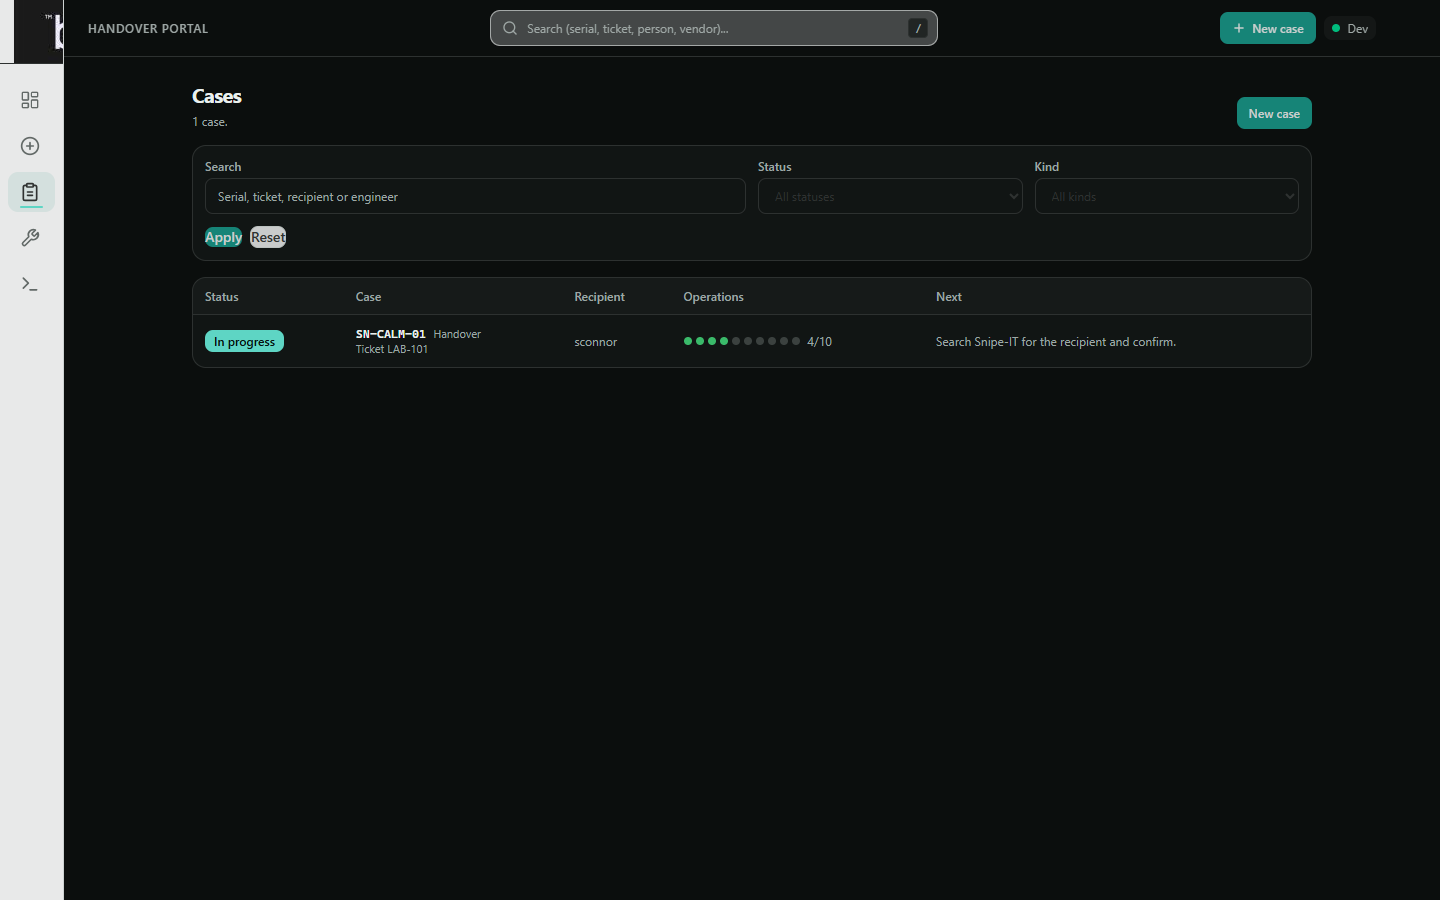 ™b
HANDOVER PORTAL
Search (serial, ticket, person, vendor)...
/
+ New case
Dev
Cases
1 case.
New case
Search
Status
Kind
Serial, ticket, recipient or engineer
All statuses
All kinds
Apply
Reset
Status
Case
Recipient
Operations
Next
In progress
SN-CALM-01 Handover
Ticket LAB-101
sconnor
4/10
Search Snipe-IT for the recipient and confirm.